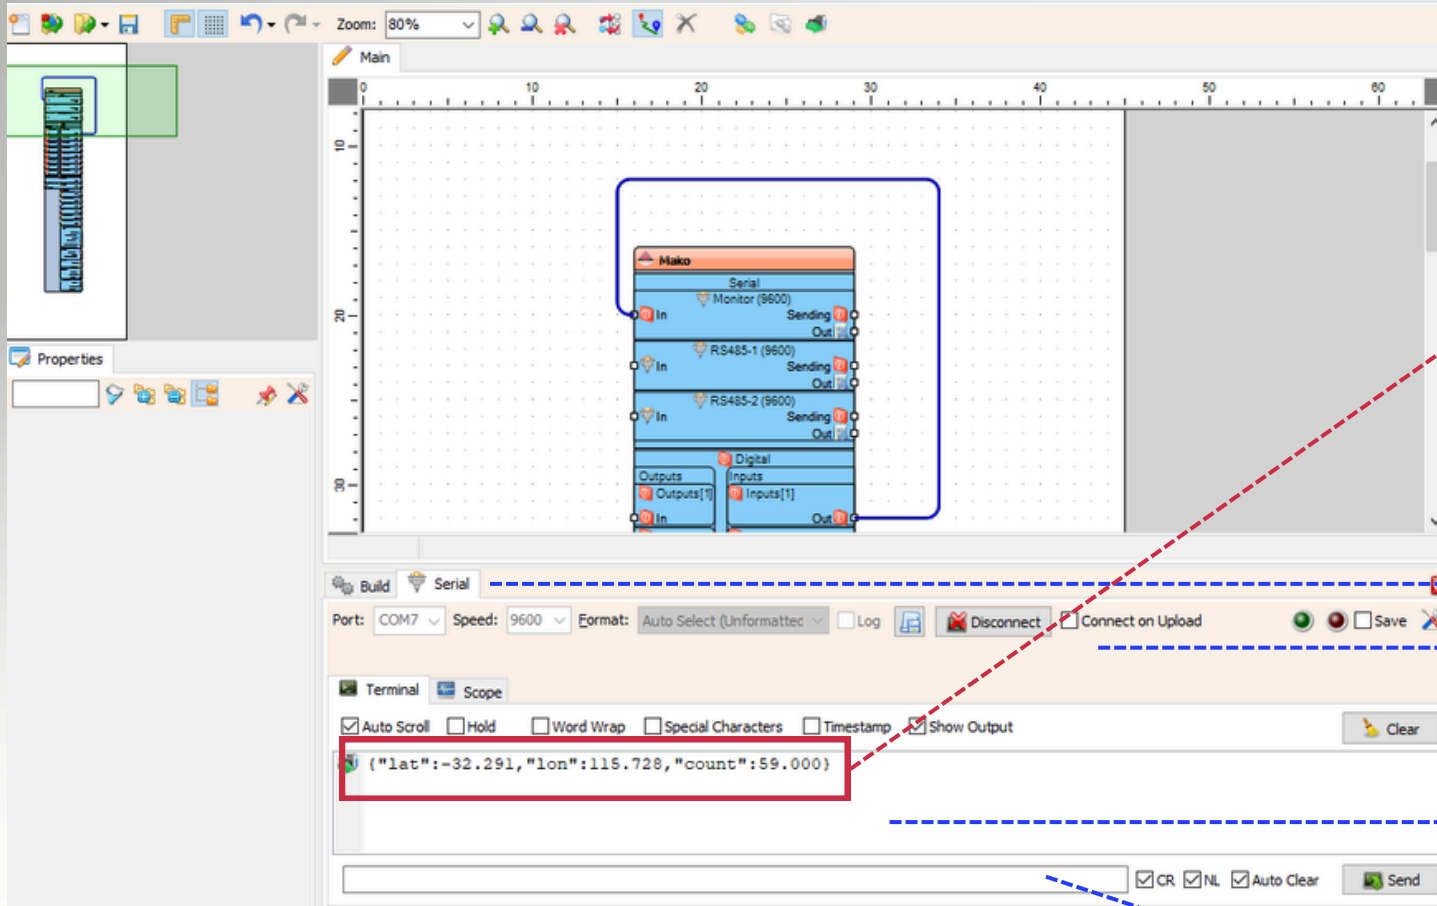 Zoom: 80%
Main
0 10 20 30 40 50 60
10
20
30
Mako
Serial
Monitor (9600)
In Sending
Out
RS485-1 (9600)
In Sending
Out
RS485-2 (9600)
In Sending
Out
Digital
Outputs Inputs
Outputs[1] Inputs[1]
In Out
Properties
Build Serial
Port: COM7 Speed: 9600 Format: Auto Select (Unformattec Log Disconnect Connect on Upload Save
Terminal Scope
Auto Scroll Hold Word Wrap Special Characters Timestamp Show Output Clear
{"lat":-32.291,"lon":115.728,"count":59.000}
CR NL Auto Clear Send